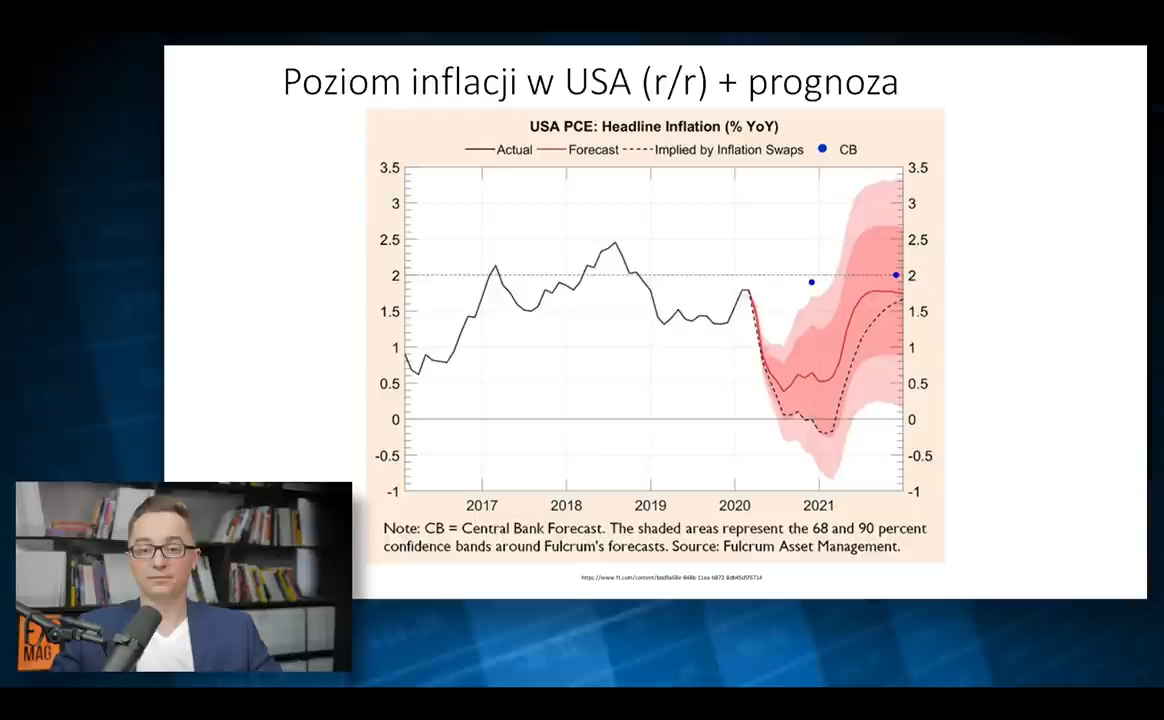 Poziom inflacji w USA (r/r) + prognoza
USA PCE: Headline Inflation (% YoY)
Actual Forecast Implied by Inflation Swaps CB
3.5 3.5
3 3
2.5 2.5
2 2
1.5 1.5
1 1
0.5 0.5
0 0
-0.5 -0.5
-1 -1
2017 2018 2019 2020 2021
Note: CB = Central Bank Forecast. The shaded areas represent the 68 and 90 percent
confidence bands around Fulcrum's forecasts. Source: Fulcrum Asset Management.
FX
MAG